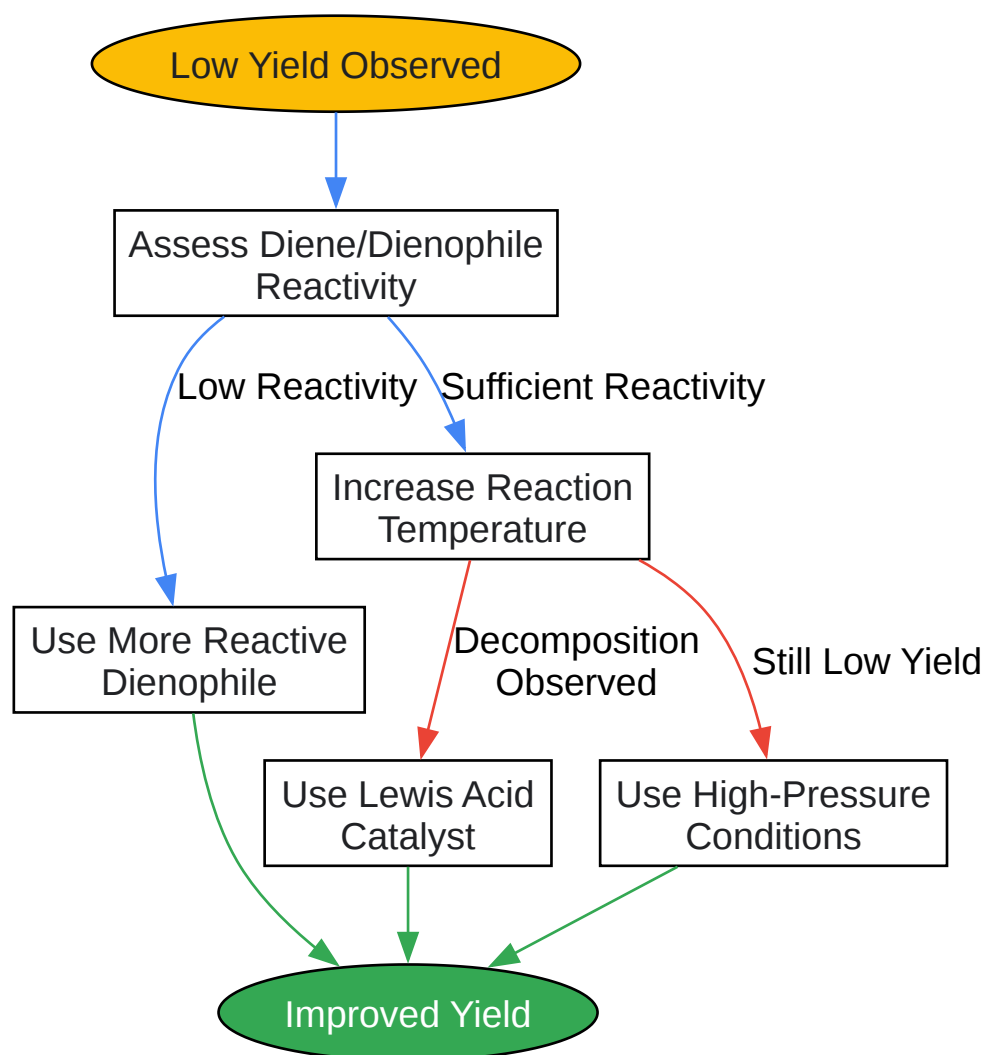 Low Yield Observed
Assess Diene/Dienophile
Reactivity
Low Reactivity
Sufficient Reactivity
Increase Reaction
Temperature
Use More Reactive
Dienophile
Decomposition
Observed
Still Low Yield
Use Lewis Acid
Catalyst
Use High-Pressure
Conditions
Improved Yield